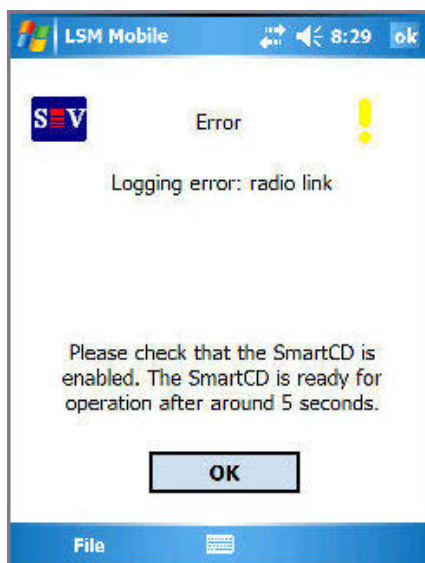 LSM Mobile 8:29 ok
S V
Error
Logging error: radio link
Please check that the SmartCD is
enabled. The SmartCD is ready for
operation after around 5 seconds.
OK
File